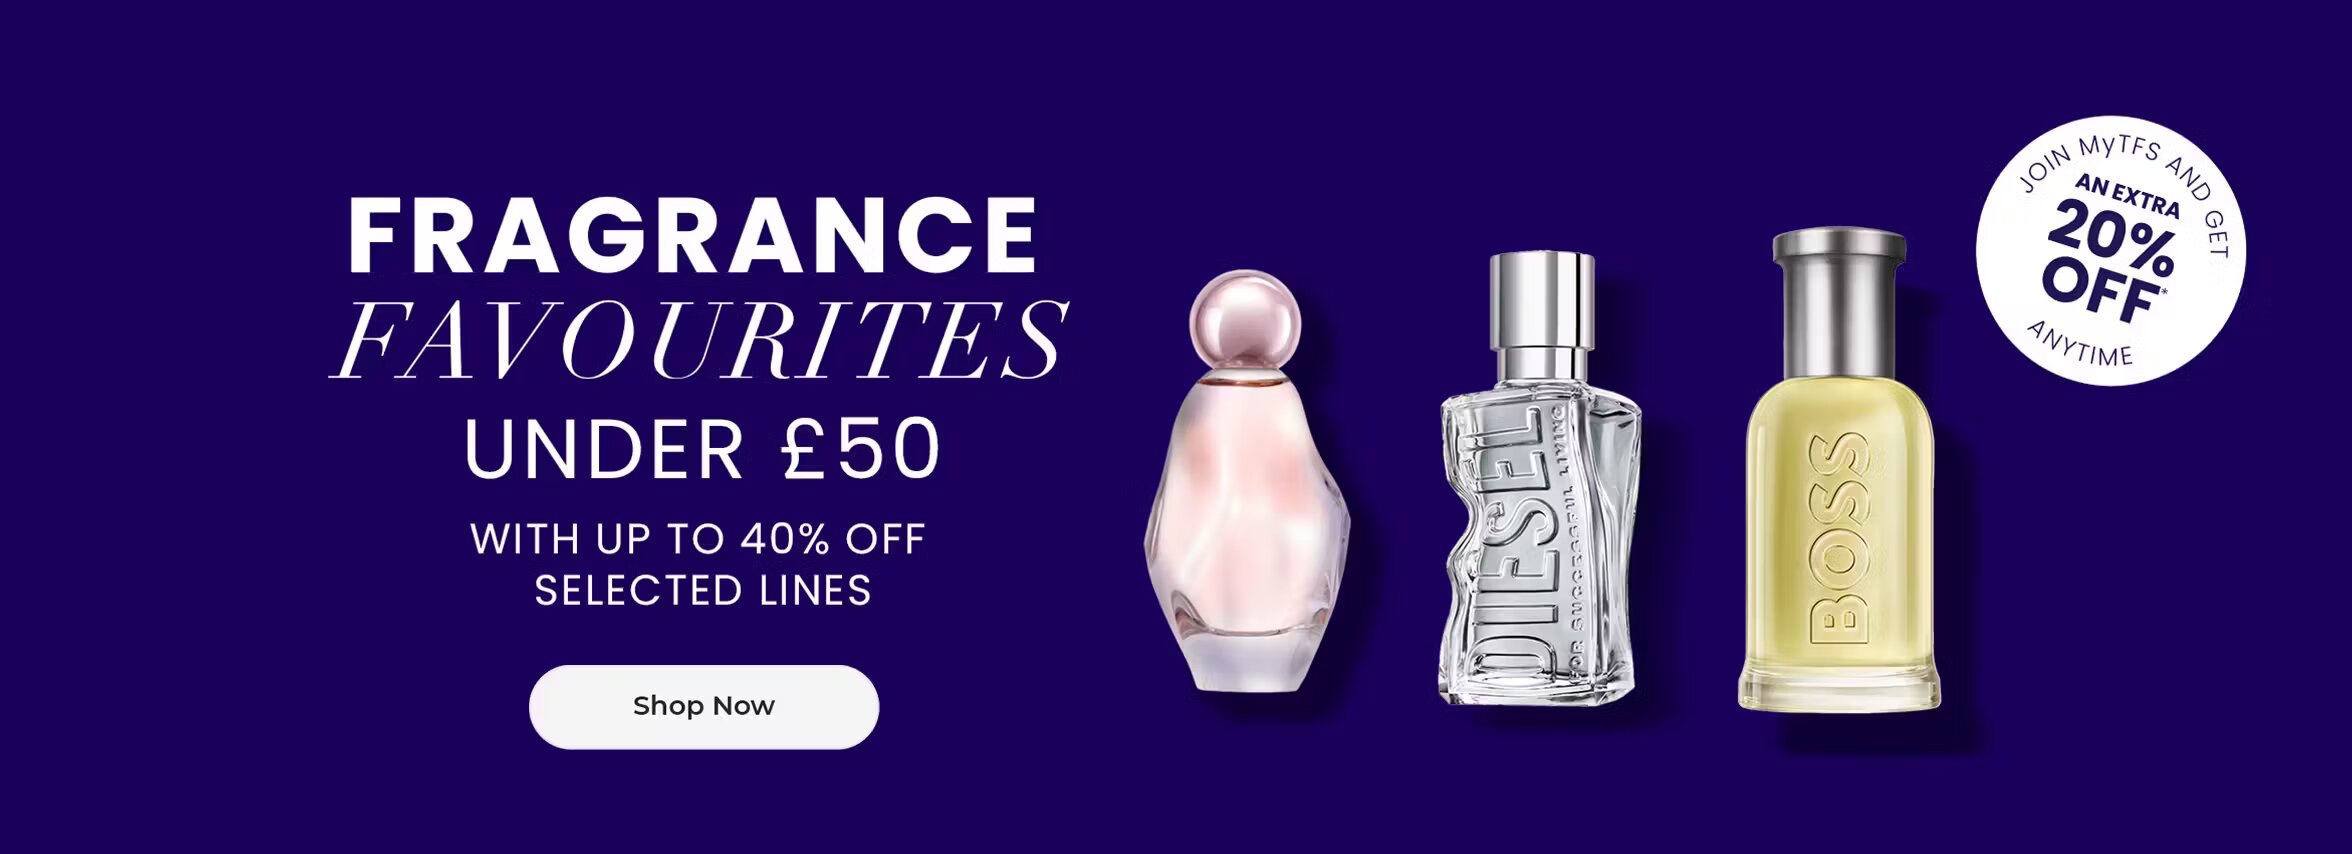 FRAGRANCE
FAVOURITES
UNDER £50
WITH UP TO 40% OFF
SELECTED LINES
Shop Now
DIESEL
FOR SUCCESSFUL LIVING
BOSS
JOIN MyTFS AND GET
AN EXTRA
20%
OFF*
ANYTIME